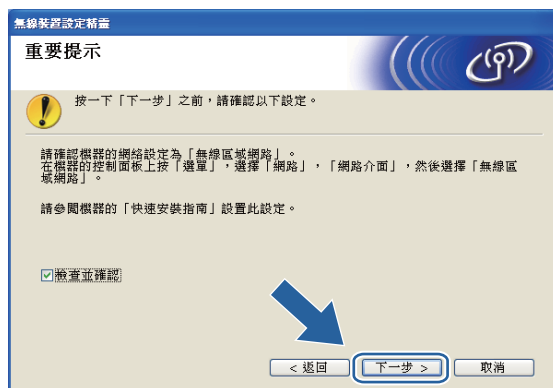 無線裝置設定精靈
重要提示
按一下「下一步」之前，請確認以下設定。
請確認機器的網絡設定為「無線區域網路」。
在機器的控制面板上按「選單」，選擇「網路」，「網路介面」，然後選擇「無線區
域網路」。
請參閱機器的「快速安裝指南」設置此設定。
檢查並確認
< 返回
下一步 >
取消